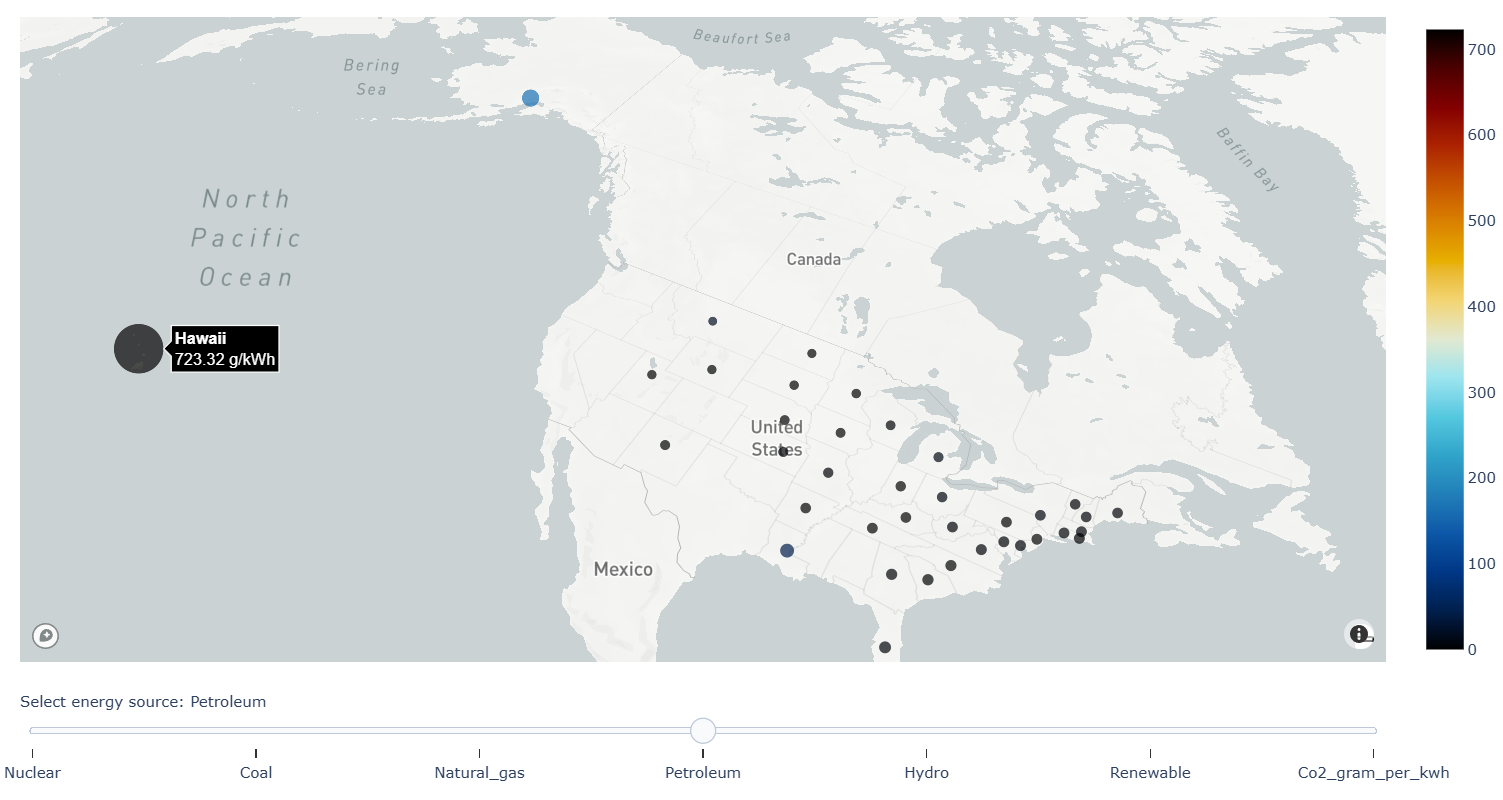 Beaufort Sea
Bering
Sea
Baffin Bay
North
Pacific
Ocean
Canada
Hawaii
723.32 g/kWh
United
States
Mexico
700
600
500
400
300
200
100
0
Select energy source: Petroleum
Nuclear
Coal
Natural_gas
Petroleum
Hydro
Renewable
Co2_gram_per_kwh